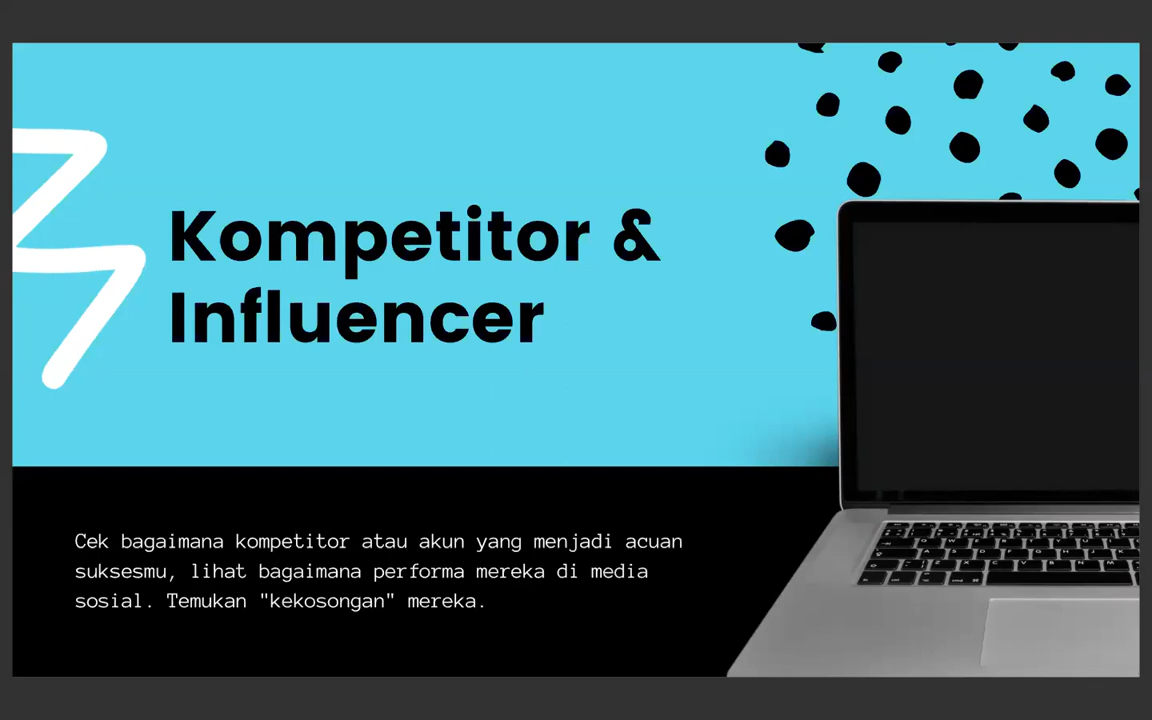 Kompetitor &
Influencer
Cek bagaimana kompetitor atau akun yang menjadi acuan
suksesmu, lihat bagaimana performa mereka di media
sosial. Temukan "kekosongan" mereka.